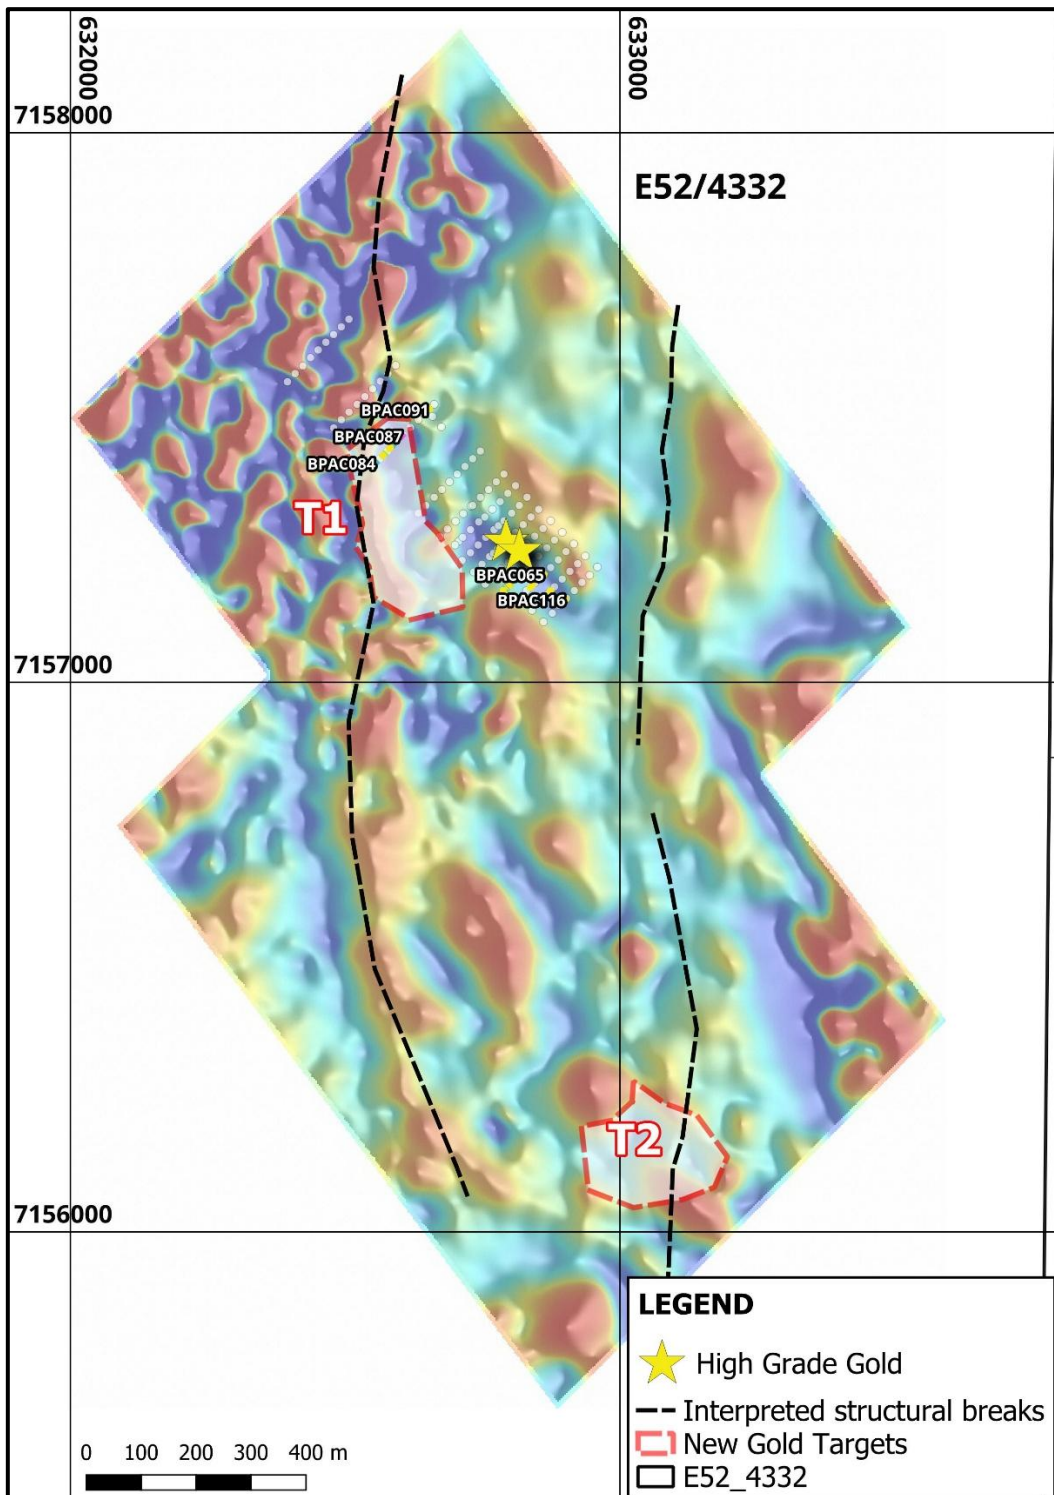 632000
633000
7158000
E52/4332
BPAC091
BPAC087
BPAC084
T1
BPAC065
BPAC116
7157000
T2
7156000
LEGEND
High Grade Gold
Interpreted structural breaks
New Gold Targets
E52_4332
0 100 200 300 400 m